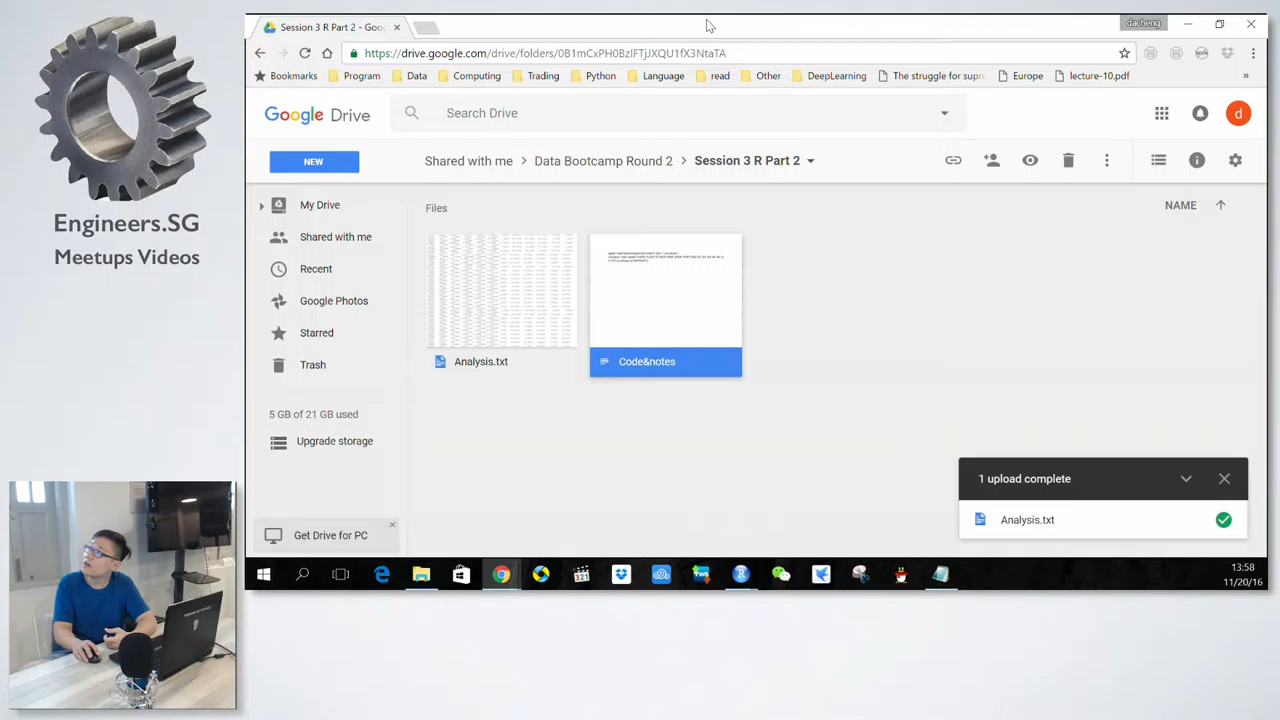 Engineers.SG
Meetups Videos
Session 3 R Part 2 - Goo
dacheng
https://drive.google.com/drive/folders/0B1mCxPH0BzIFTjJXQU1fX3NtaTA
Bookmarks Program Data Computing Trading Python Language read Other DeepLearning The struggle for supre Europe lecture-10.pdf »
Google Drive
Search Drive
d
NEW
Shared with me > Data Bootcamp Round 2 > Session 3 R Part 2
My Drive
Shared with me
Recent
Google Photos
Starred
Trash
5 GB of 21 GB used
Upgrade storage
Get Drive for PC
Files
NAME
Analysis.txt
Code&notes
1 upload complete
Analysis.txt
13:58
11/20/16